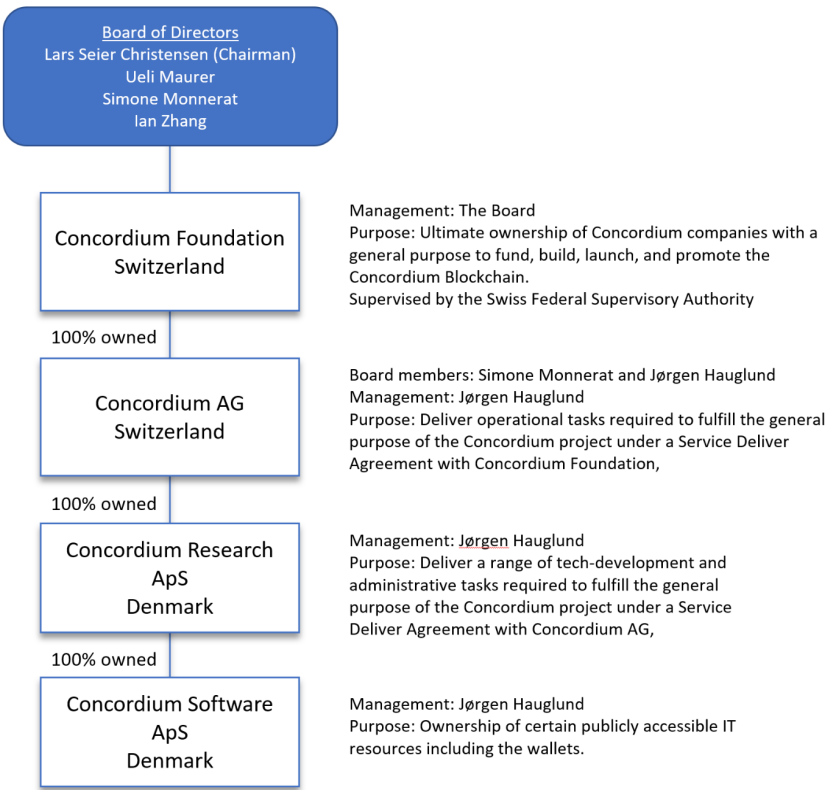 Board of Directors
Lars Seier Christensen (Chairman)
Ueli Maurer
Simone Monnerat
Ian Zhang
Concordium Foundation
Switzerland
Management: The Board
Purpose: Ultimate ownership of Concordium companies with a
general purpose to fund, build, launch, and promote the
Concordium Blockchain.
Supervised by the Swiss Federal Supervisory Authority
100% owned
Concordium AG
Switzerland
Board members: Simone Monnerat and Jørgen Hauglund
Management: Jørgen Hauglund
Purpose: Deliver operational tasks required to fulfill the general
purpose of the Concordium project under a Service Deliver
Agreement with Concordium Foundation,
100% owned
Concordium Research
ApS
Denmark
Management: Jørgen Hauglund
Purpose: Deliver a range of tech-development and
administrative tasks required to fulfill the general
purpose of the Concordium project under a Service
Deliver Agreement with Concordium AG,
100% owned
Concordium Software
ApS
Denmark
Management: Jørgen Hauglund
Purpose: Ownership of certain publicly accessible IT
resources including the wallets.